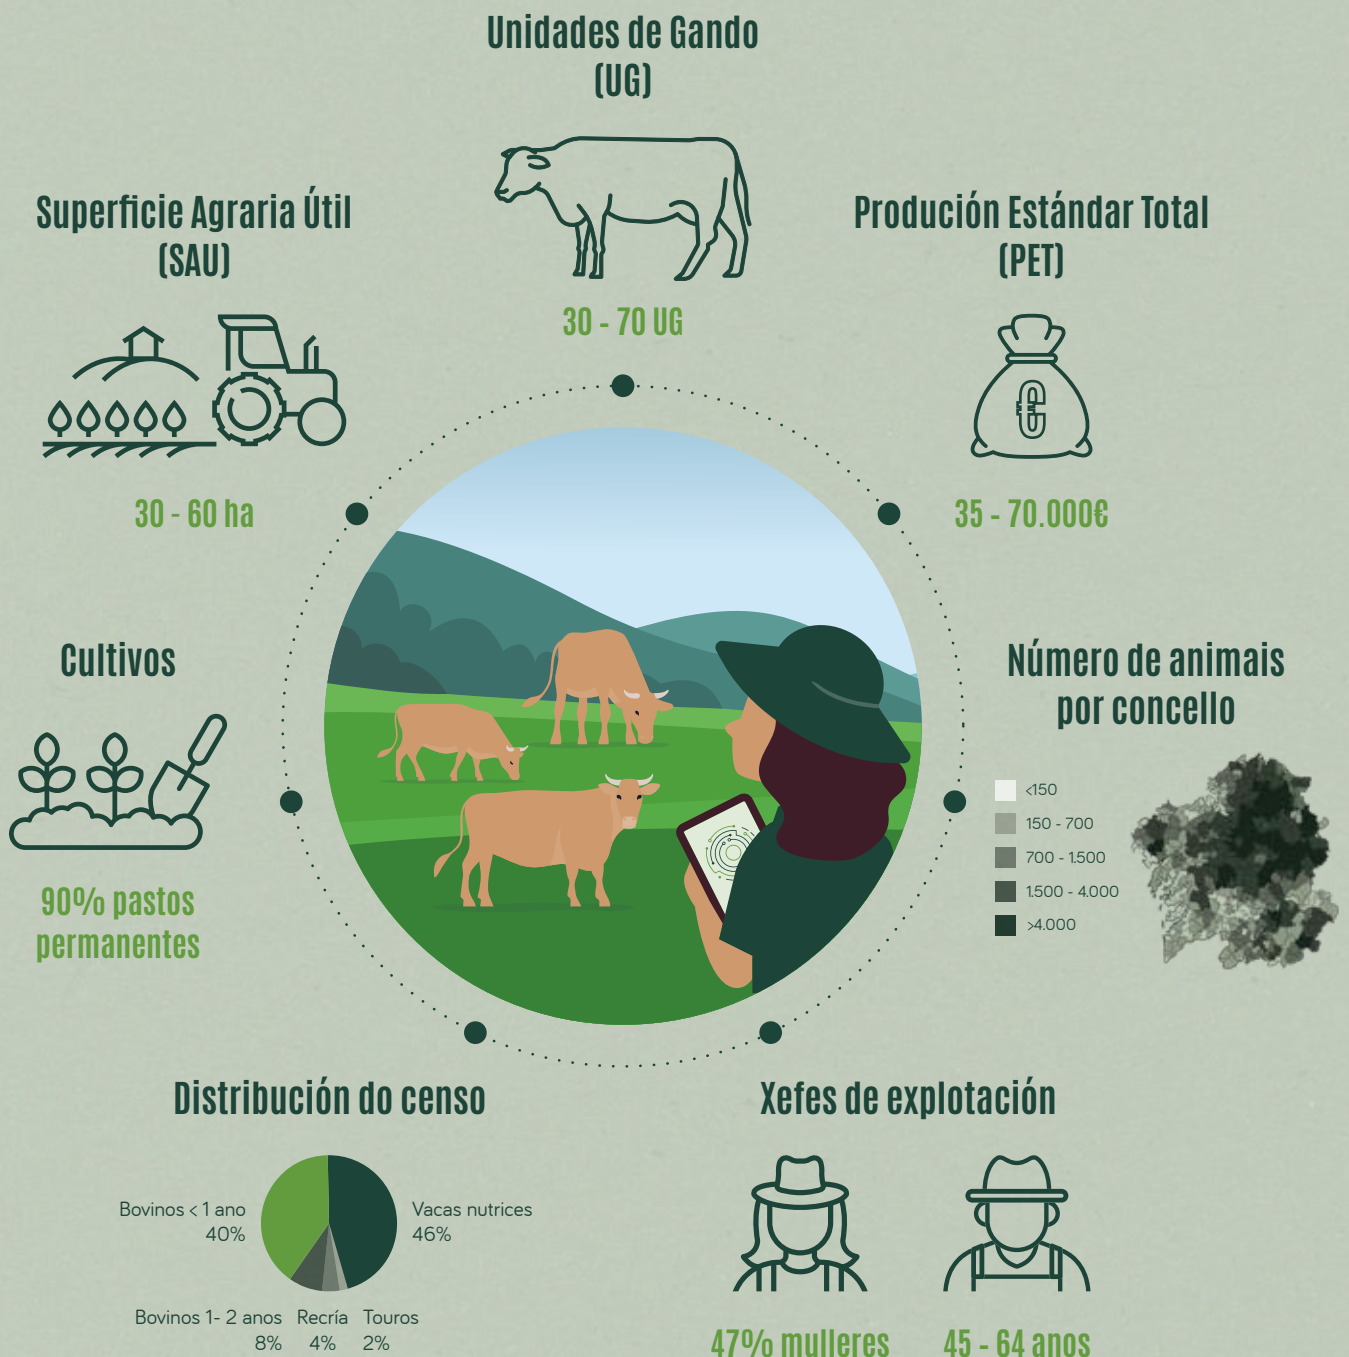 Unidades de Gando
(UG)
30 - 70 UG
Superficie Agraria Útil
(SAU)
30 - 60 ha
Produción Estándar Total
(PET)
€
35 - 70.000€
Cultivos
90% pastos
permanentes
Número de animais
por concello
<150
150 - 700
700 - 1.500
1.500 - 4.000
>4.000
Distribución do censo
Bovinos < 1 ano
40%
Vacas nutrices
46%
Bovinos 1- 2 anos
8%
Recría
4%
Touros
2%
Xefes de explotación
47% mulleres
45 - 64 anos